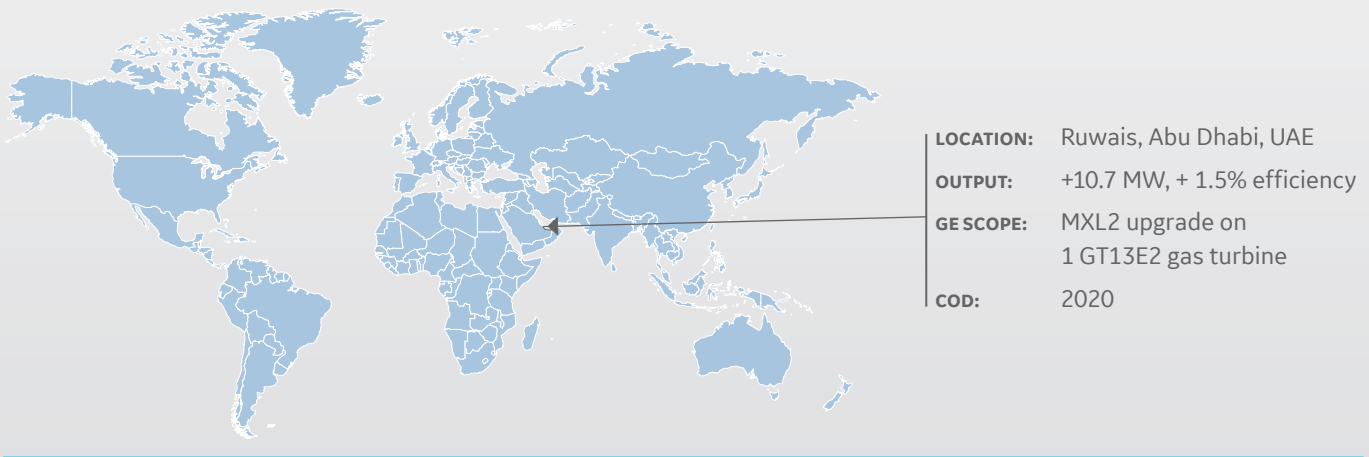 LOCATION: Ruwais, Abu Dhabi, UAE
OUTPUT: +10.7 MW, + 1.5% efficiency
GE SCOPE: MXL2 upgrade on
1 GT13E2 gas turbine
COD: 2020